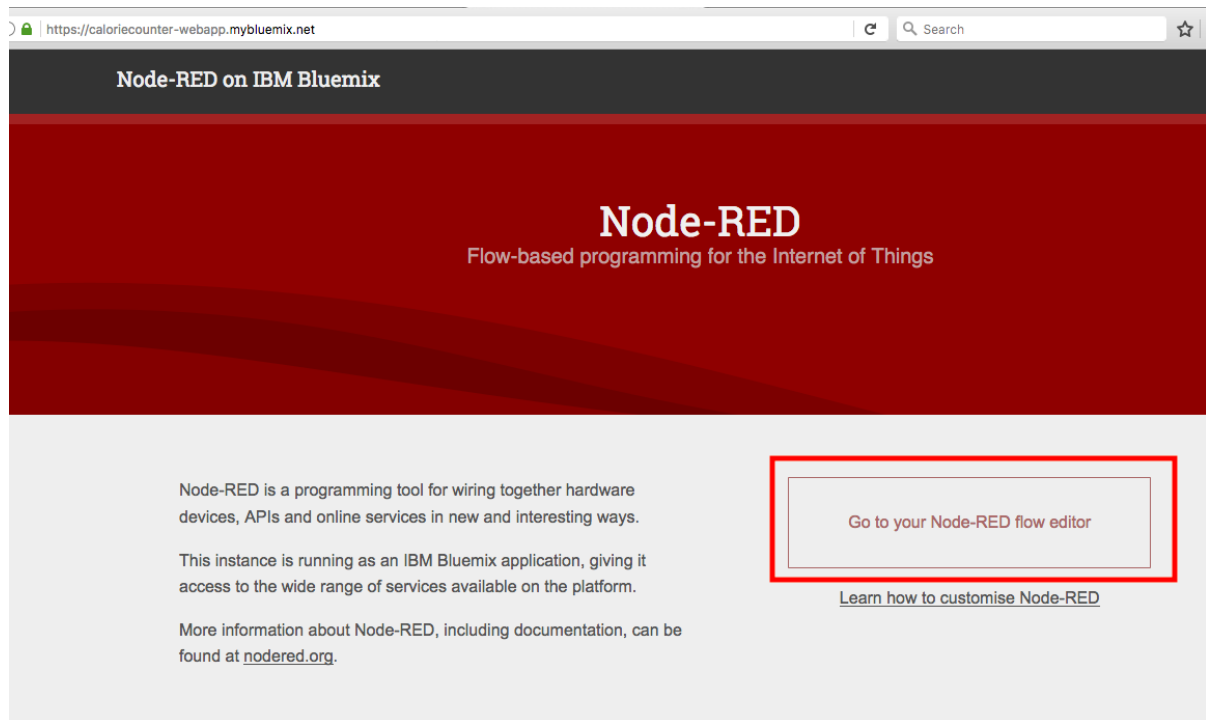 https://caloriecounter-webapp.mybluemix.net
Search
Node-RED on IBM Bluemix
Node-RED
Flow-based programming for the Internet of Things
Node-RED is a programming tool for wiring together hardware
devices, APIs and online services in new and interesting ways.
This instance is running as an IBM Bluemix application, giving it
access to the wide range of services available on the platform.
More information about Node-RED, including documentation, can be
found at nodered.org.
Go to your Node-RED flow editor
Learn how to customise Node-RED